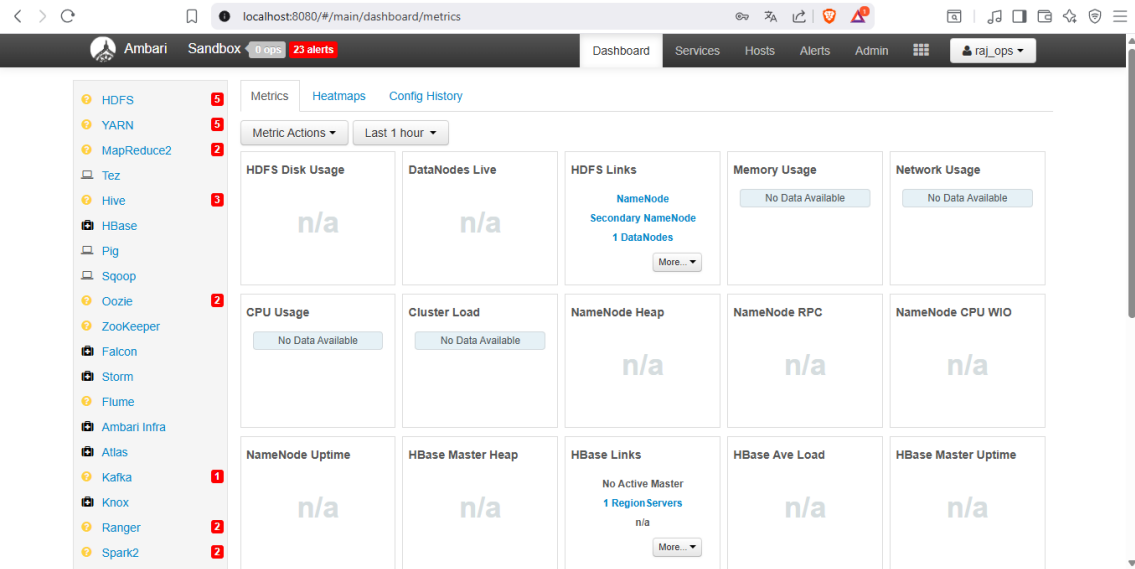 localhost:8080/#/main/dashboard/metrics
1
Ambari Sandbox 0 ops 23 alerts Dashboard Services Hosts Alerts Admin raj_ops
HDFS 5
YARN 5
MapReduce2 2
Tez
Hive 3
HBase
Pig
Sqoop
Oozie 2
ZooKeeper
Falcon
Storm
Flume
Ambari Infra
Atlas
Kafka 1
Knox
Ranger 2
Spark2 2
Metrics Heatmaps Config History
Metric Actions Last 1 hour
HDFS Disk Usage
n/a
DataNodes Live
n/a
HDFS Links
NameNode
Secondary NameNode
1 DataNodes
More...
Memory Usage
No Data Available
Network Usage
No Data Available
CPU Usage
No Data Available
Cluster Load
No Data Available
NameNode Heap
n/a
NameNode RPC
n/a
NameNode CPU WIO
n/a
NameNode Uptime
n/a
HBase Master Heap
n/a
HBase Links
No Active Master
1 RegionServers
n/a
More...
HBase Ave Load
n/a
HBase Master Uptime
n/a